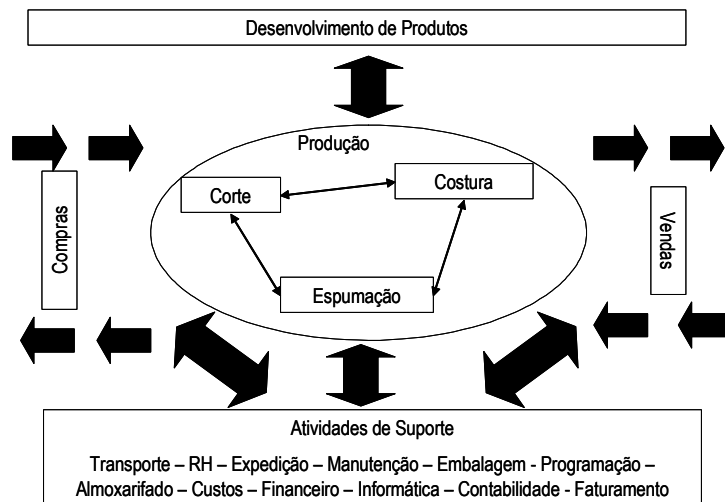 Desenvolvimento de Produtos
Produção
Corte
Costura
Espumação
Compras
Vendas
Atividades de Suporte
Transporte – RH – Expedição – Manutenção – Embalagem - Programação –
Almoxarifado – Custos – Financeiro – Informática – Contabilidade - Faturamento